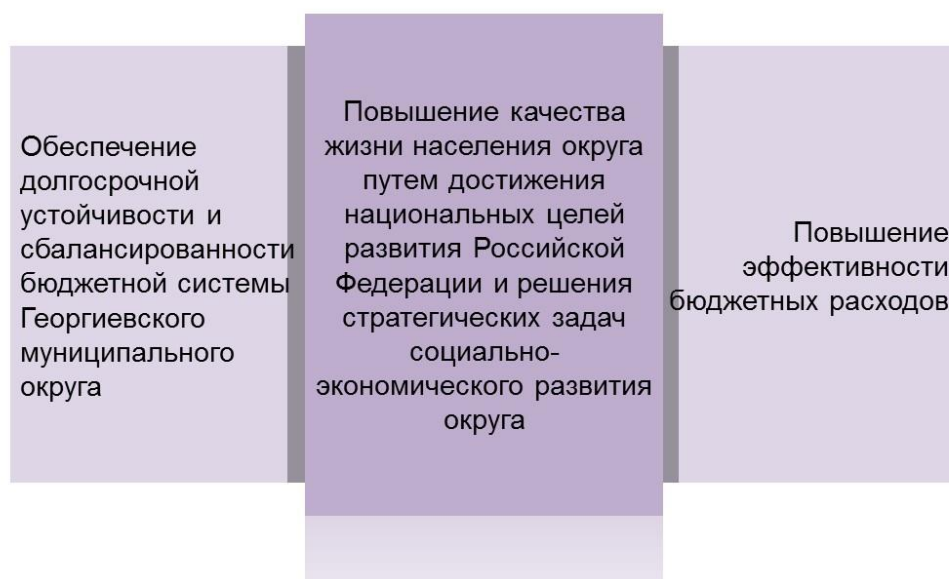 Обеспечение
долгосрочной
устойчивости и
сбалансированности
бюджетной системы
Георгиевского
муниципального
округа
Повышение качества
жизни населения округа
путем достижения
национальных целей
развития Российской
Федерации и решения
стратегических задач
социально-
экономического развития
округа
Повышение
эффективности
бюджетных расходов